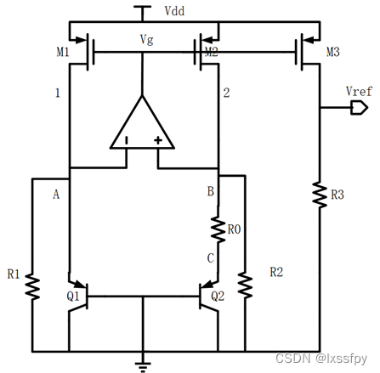 Vdd
M1
Vg
M2
M3
1
2
Vref
A
B
R3
R0
C
R1
Q1
Q2
R2
CSDN @lxssfpy